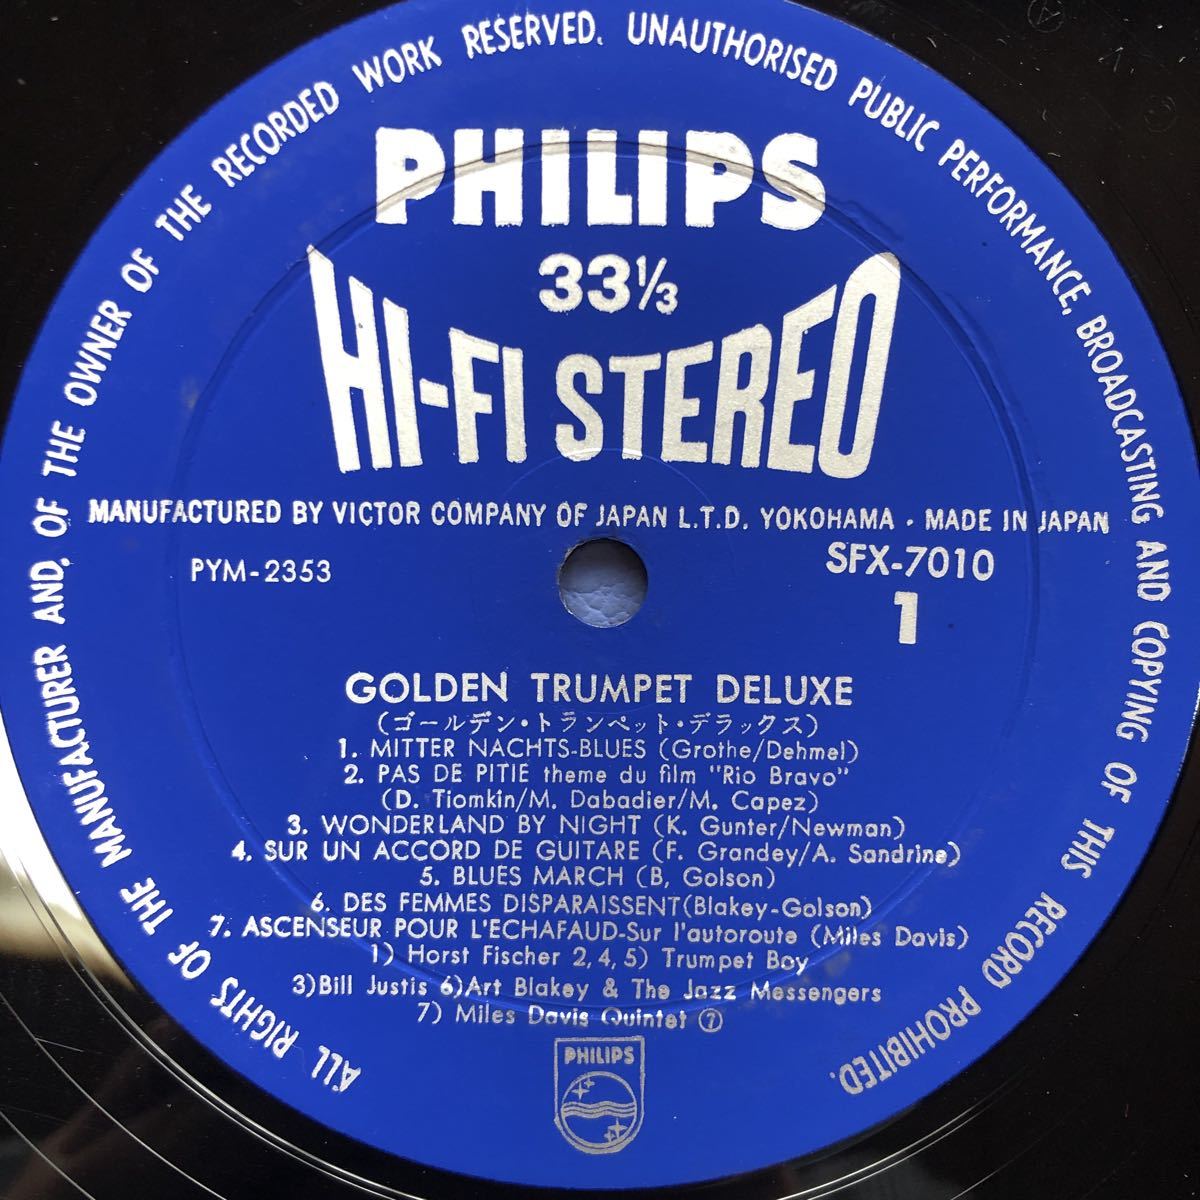 ALL RIGHTS OF THE MANUFACTURER AND, OF THE OWNER OF THE RECORDED WORK RESERVED. UNAUTHORISED PUBLIC PERFORMANCE, BROADCASTING AND COPYING OF THIS RECORD PROHIBITED.
PHILIPS
33⅓
HI-FI STEREO
MANUFACTURED BY VICTOR COMPANY OF JAPAN L.T.D. YOKOHAMA · MADE IN JAPAN
PYM-2353
SFX-7010
1
GOLDEN TRUMPET DELUXE
(ゴールデン・トランペット・デラックス)
1. MITTER NACHTS-BLUES (Grothe/Dehmel)
2. PAS DE PITIE theme du film "Rio Bravo"
(D. Tiomkin/M. Dabadier/M. Capez)
3. WONDERLAND BY NIGHT (K. Gunter/Newman)
4. SUR UN ACCORD DE GUITARE (F. Grandey/A. Sandrine)
5. BLUES MARCH (B, Golson)
6. DES FEMMES DISPARAISSENT(Blakey-Golson)
7. ASCENSEUR POUR L'ECHAFAUD-Sur l'autoroute (Miles Davis)
1) Horst Fischer 2, 4, 5) Trumpet Boy
3)Bill Justis 6)Art Blakey & The Jazz Messengers
7) Miles Davis Quintet ⑦
PHILIPS